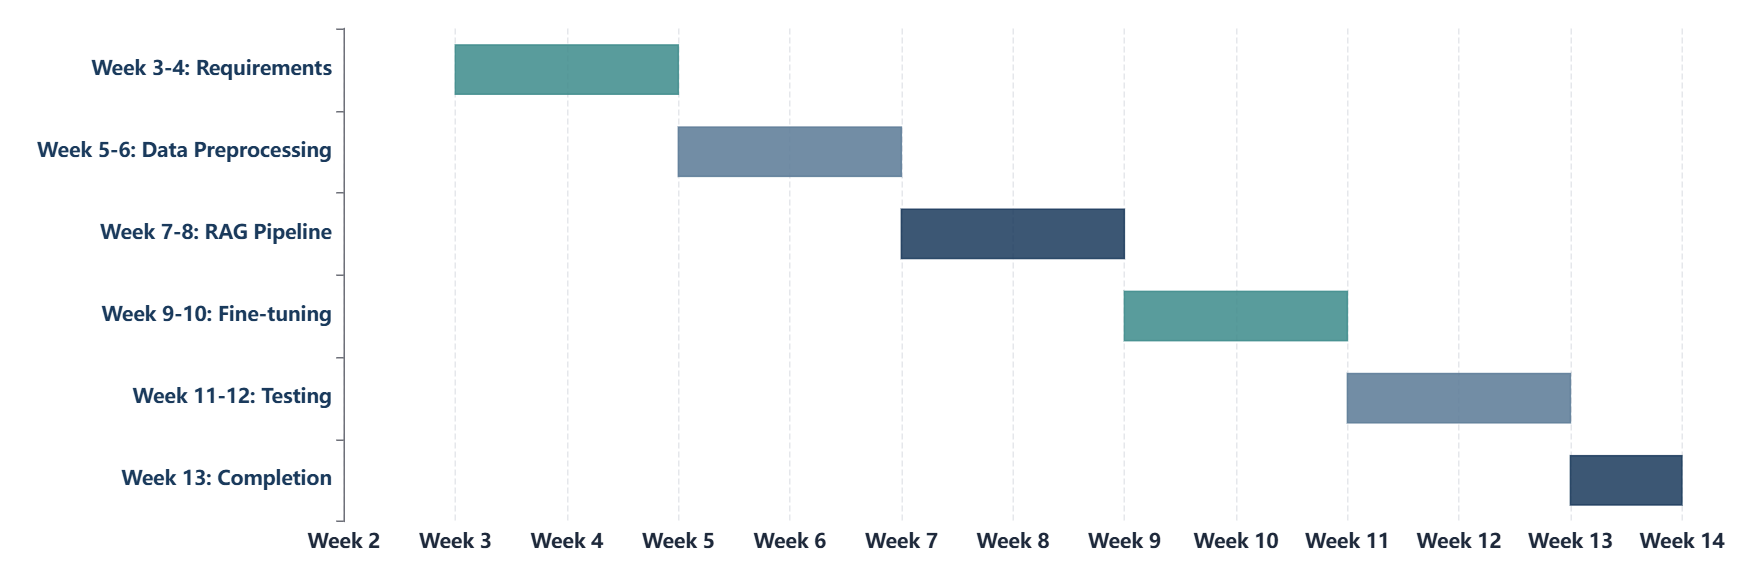 Week 3-4: Requirements
Week 5-6: Data Preprocessing
Week 7-8: RAG Pipeline
Week 9-10: Fine-tuning
Week 11-12: Testing
Week 13: Completion
Week 2 Week 3 Week 4 Week 5 Week 6 Week 7 Week 8 Week 9 Week 10 Week 11 Week 12 Week 13 Week 14